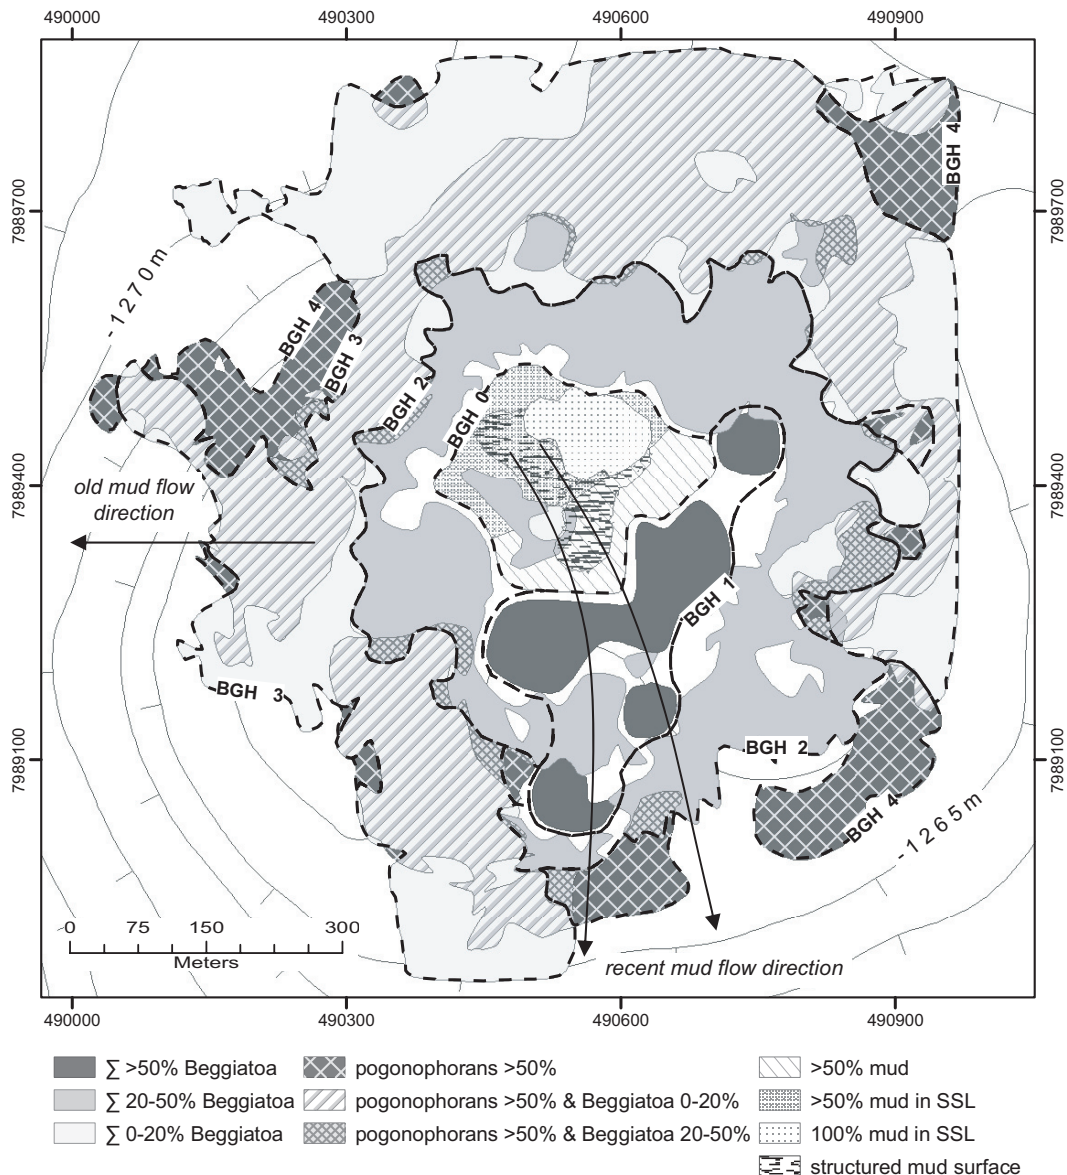 490000 490300 490600 490900
7989700
7989400
7989100
7989700
7989400
7989100
BGH 4
-1270 m
BGH 4
BGH 3
BGH 2
BGH 0
old mud flow
direction
BGH 1
BGH 3
BGH 2
BGH 4
-1265 m
0 75 150 300
Meters
recent mud flow direction
490000 490300 490600 490900
∑ >50% Beggiatoa pogonophorans >50% >50% mud
∑ 20-50% Beggiatoa pogonophorans >50% & Beggiatoa 0-20% >50% mud in SSL
∑ 0-20% Beggiatoa pogonophorans >50% & Beggiatoa 20-50% 100% mud in SSL
structured mud surface